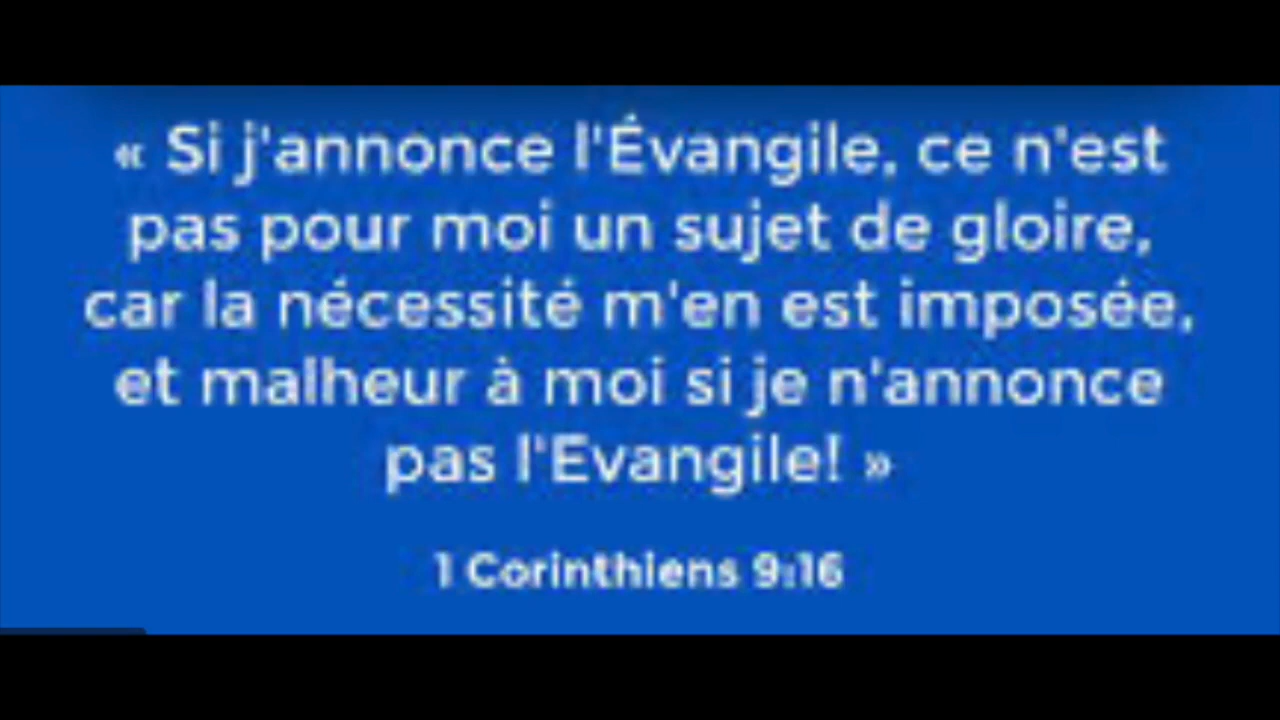 « Si j'annonce l'Évangile, ce n'est
pas pour moi un sujet de gloire,
car la nécessité m'en est imposée,
et malheur à moi si je n'annonce
pas l'Evangile! »
1 Corinthiens 9:16